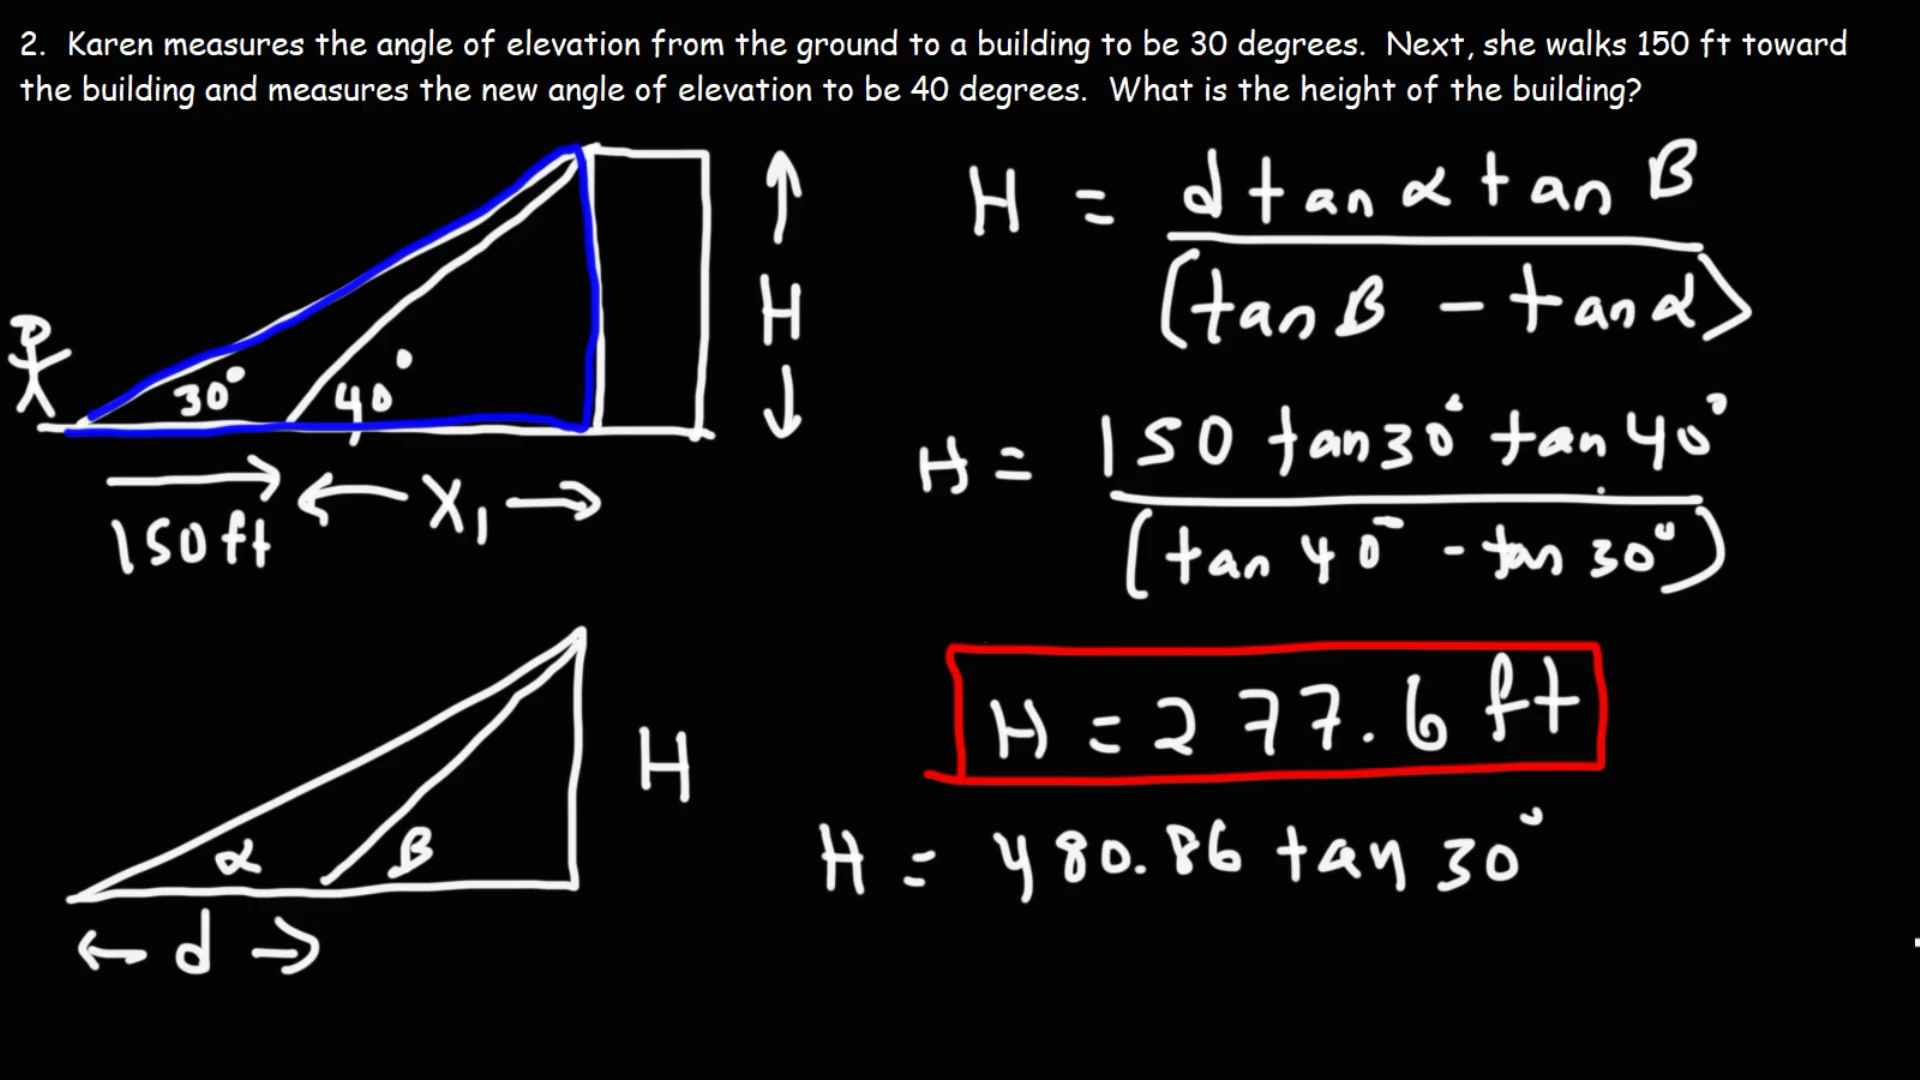 2. Karen measures the angle of elevation from the ground to a building to be 30 degrees. Next, she walks 150 ft toward
the building and measures the new angle of elevation to be 40 degrees. What is the height of the building?
30°
40°
H
150ft
x₁
H = d tan α tan β
(tan β - tan α)
H = 150 tan 30° tan 40°
(tan 40° - tan 30°)
H = 277.6 ft
H = 480.86 tan 30°
α
β
H
d